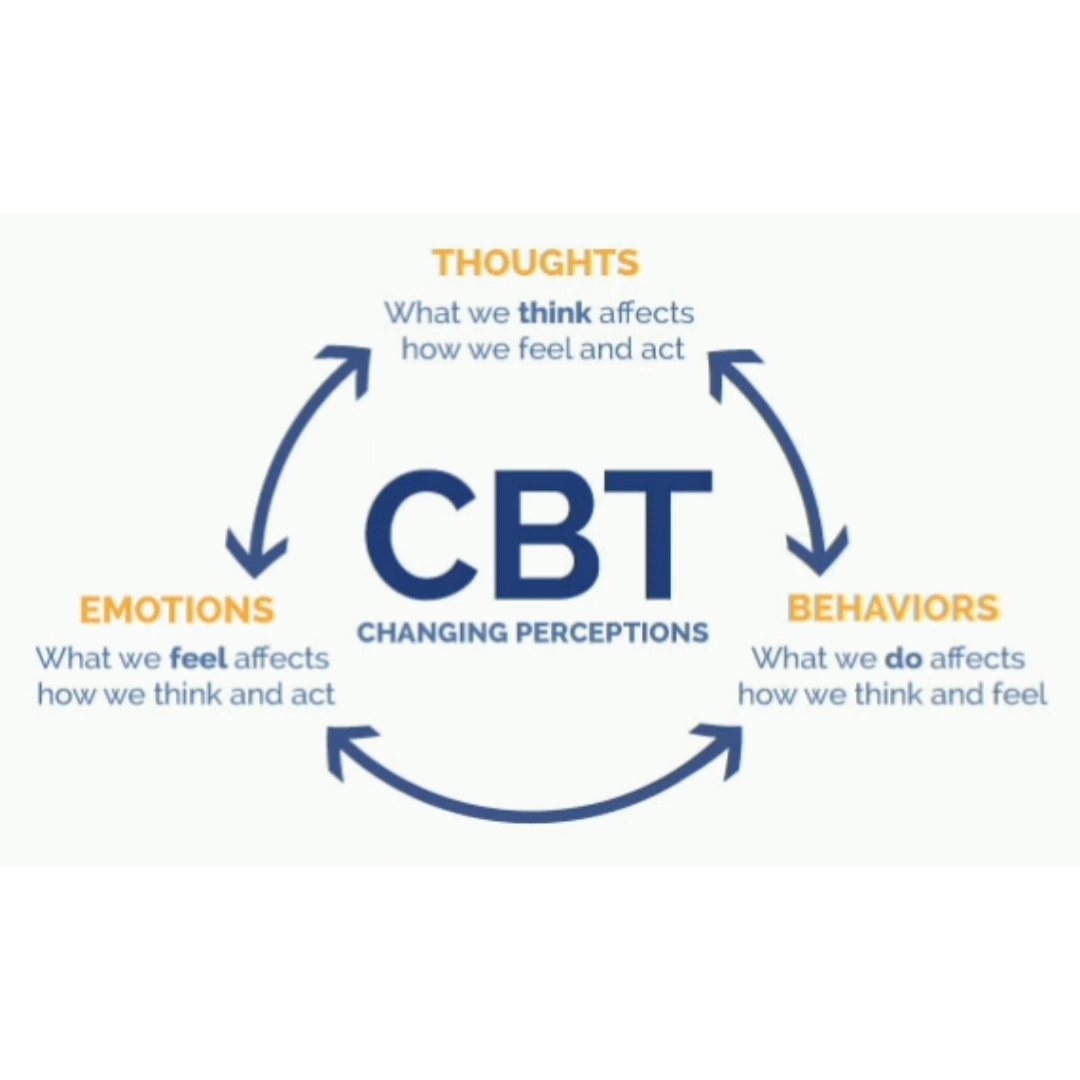 THOUGHTS
What we think affects
how we feel and act
CBT
CHANGING PERCEPTIONS
EMOTIONS
What we feel affects
how we think and act
BEHAVIORS
What we do affects
how we think and feel